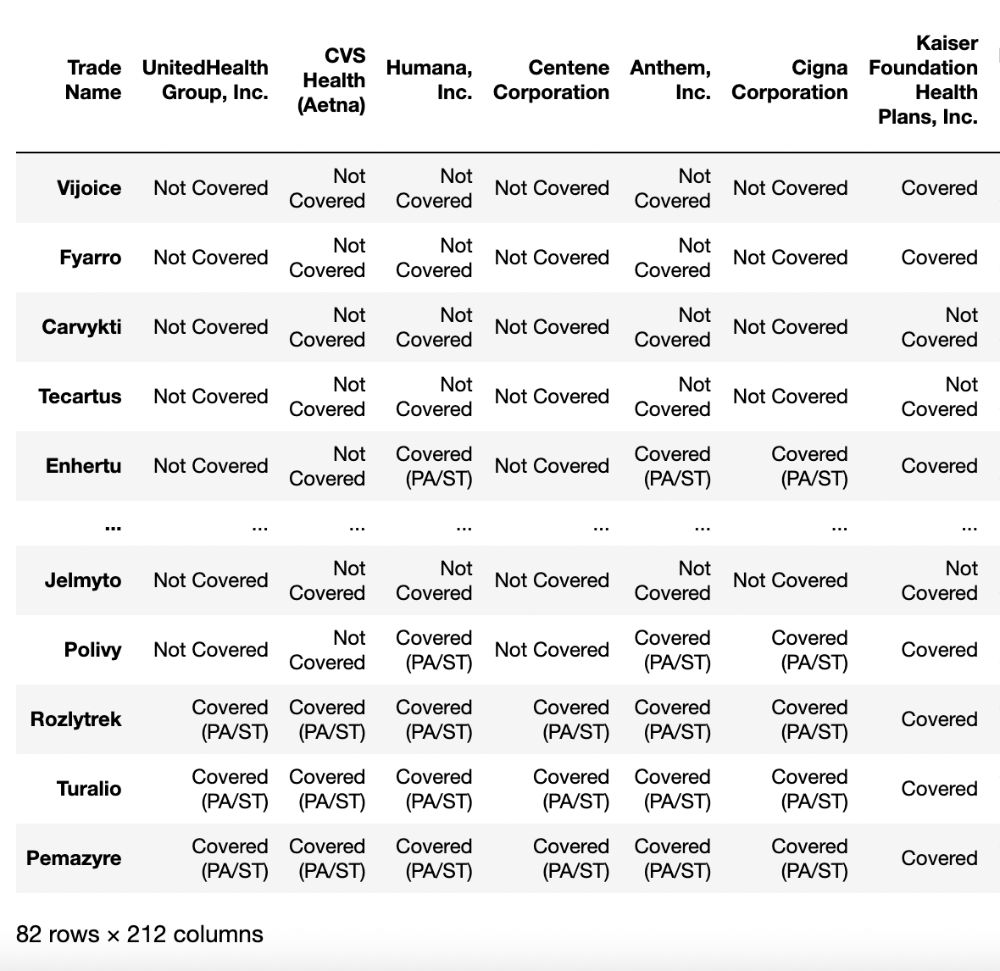 Trade Name	UnitedHealth Group, Inc.	CVS Health (Aetna)	Humana, Inc.	Centene Corporation	Anthem, Inc.	Cigna Corporation	Kaiser Foundation Health Plans, Inc.
Vijoice	Not Covered	Not Covered	Not Covered	Not Covered	Not Covered	Not Covered	Covered
Fyarro	Not Covered	Not Covered	Not Covered	Not Covered	Not Covered	Not Covered	Covered
Carvykti	Not Covered	Not Covered	Not Covered	Not Covered	Not Covered	Not Covered	Not Covered
Tecartus	Not Covered	Not Covered	Not Covered	Not Covered	Not Covered	Not Covered	Not Covered
Enhertu	Not Covered	Not Covered	Covered (PA/ST)	Not Covered	Covered (PA/ST)	Covered (PA/ST)	Covered
...	...	...	...	...	...	...	...
Jelmyto	Not Covered	Not Covered	Not Covered	Not Covered	Not Covered	Not Covered	Not Covered
Polivy	Not Covered	Not Covered	Covered (PA/ST)	Not Covered	Covered (PA/ST)	Covered (PA/ST)	Covered
Rozlytrek	Covered (PA/ST)	Covered (PA/ST)	Covered (PA/ST)	Covered (PA/ST)	Covered (PA/ST)	Covered (PA/ST)	Covered
Turalio	Covered (PA/ST)	Covered (PA/ST)	Covered (PA/ST)	Covered (PA/ST)	Covered (PA/ST)	Covered (PA/ST)	Covered
Pemazyre	Covered (PA/ST)	Covered (PA/ST)	Covered (PA/ST)	Covered (PA/ST)	Covered (PA/ST)	Covered (PA/ST)	Covered
82 rows × 212 columns